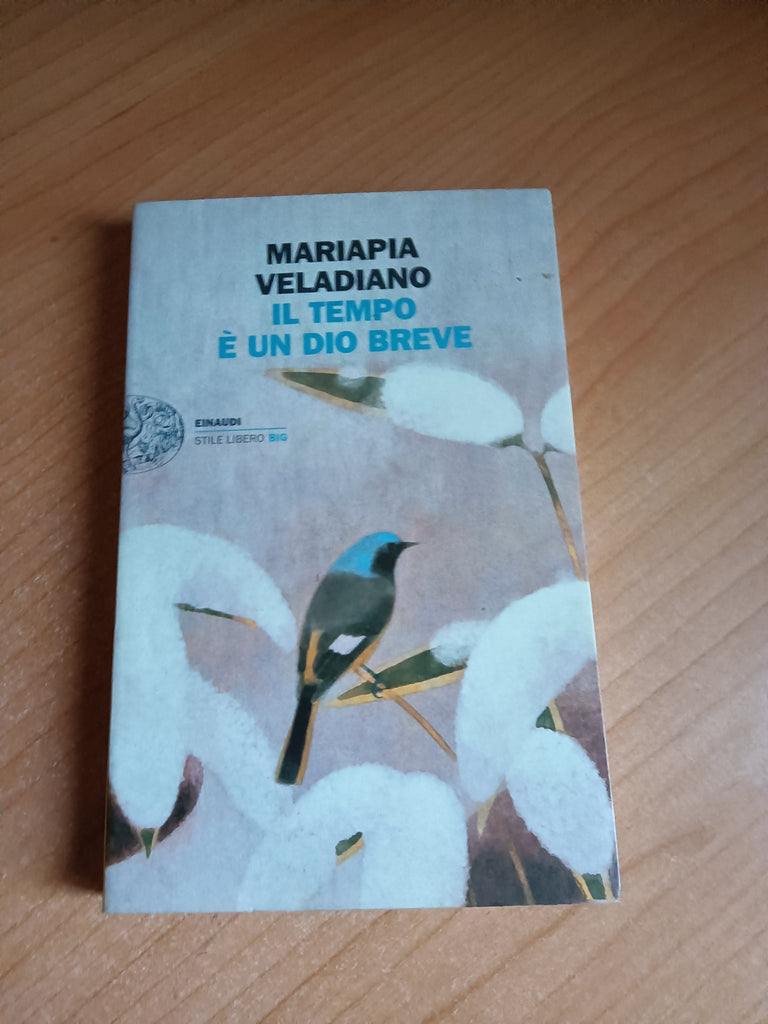 MARIAPIA
VELADIANO
IL TEMPO
È UN DIO BREVE
EINAUDI
STILE LIBERO BIG